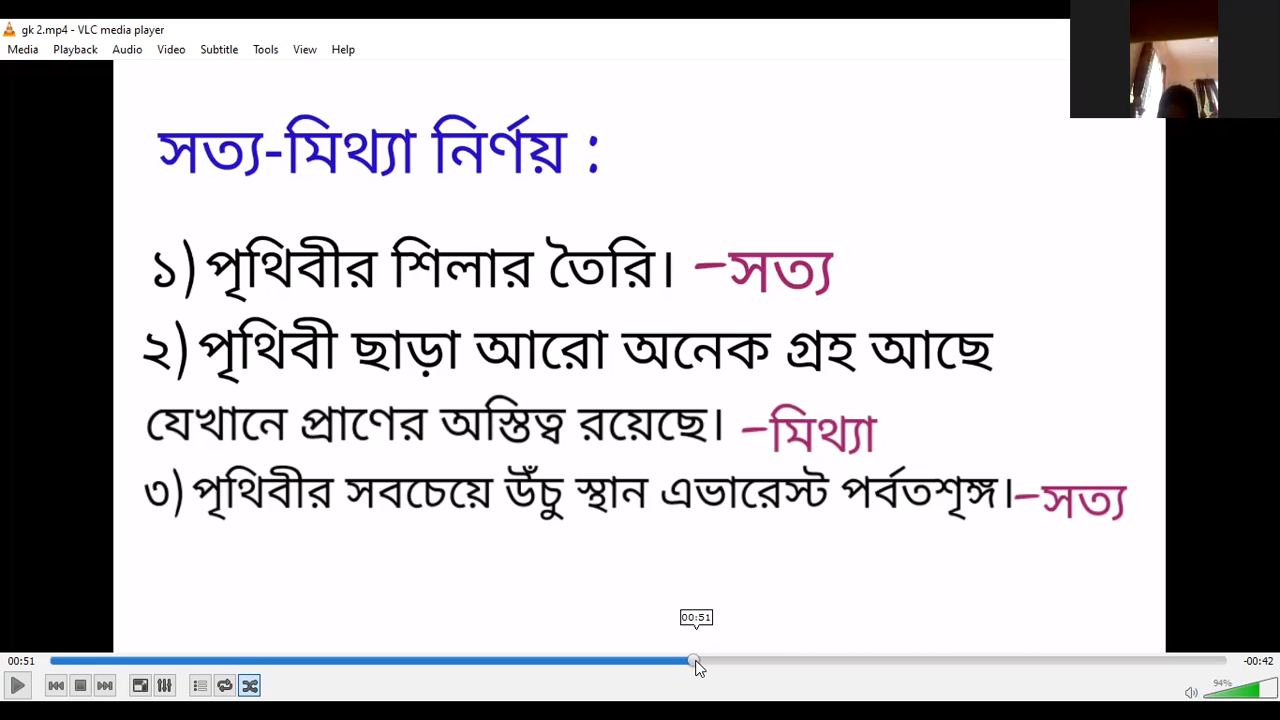 gk 2.mp4 - VLC media player
Media Playback Audio Video Subtitle Tools View Help
সত্য-মিথ্যা নির্ণয় :
১) পৃথিবীর শিলার তৈরি। -সত্য
২) পৃথিবী ছাড়া আরো অনেক গ্রহ আছে
যেখানে প্রাণের অস্তিত্ব রয়েছে। -মিথ্যা
৩) পৃথিবীর সবচেয়ে উঁচু স্থান এভারেস্ট পর্বতশৃঙ্গ। -সত্য
00:51
00:51 -00:42
94%